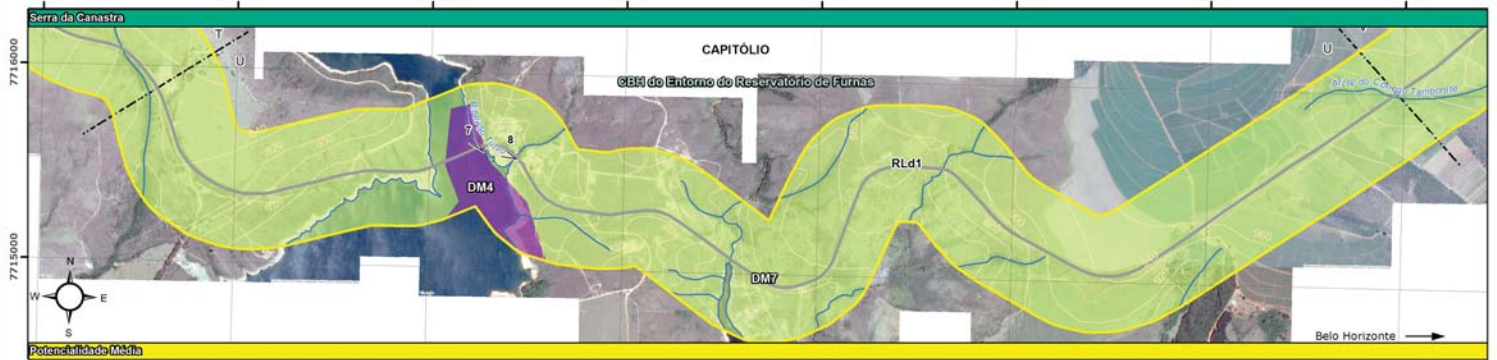 Serra da Canastra
T
U
CAPITÓLIO
U
V
7716000
CBH do Entorno do Reservatório de Furnas
7
8
RLd1
DM4
7715000
DM7
N
W
E
S
Belo Horizonte
Potencialidade Média